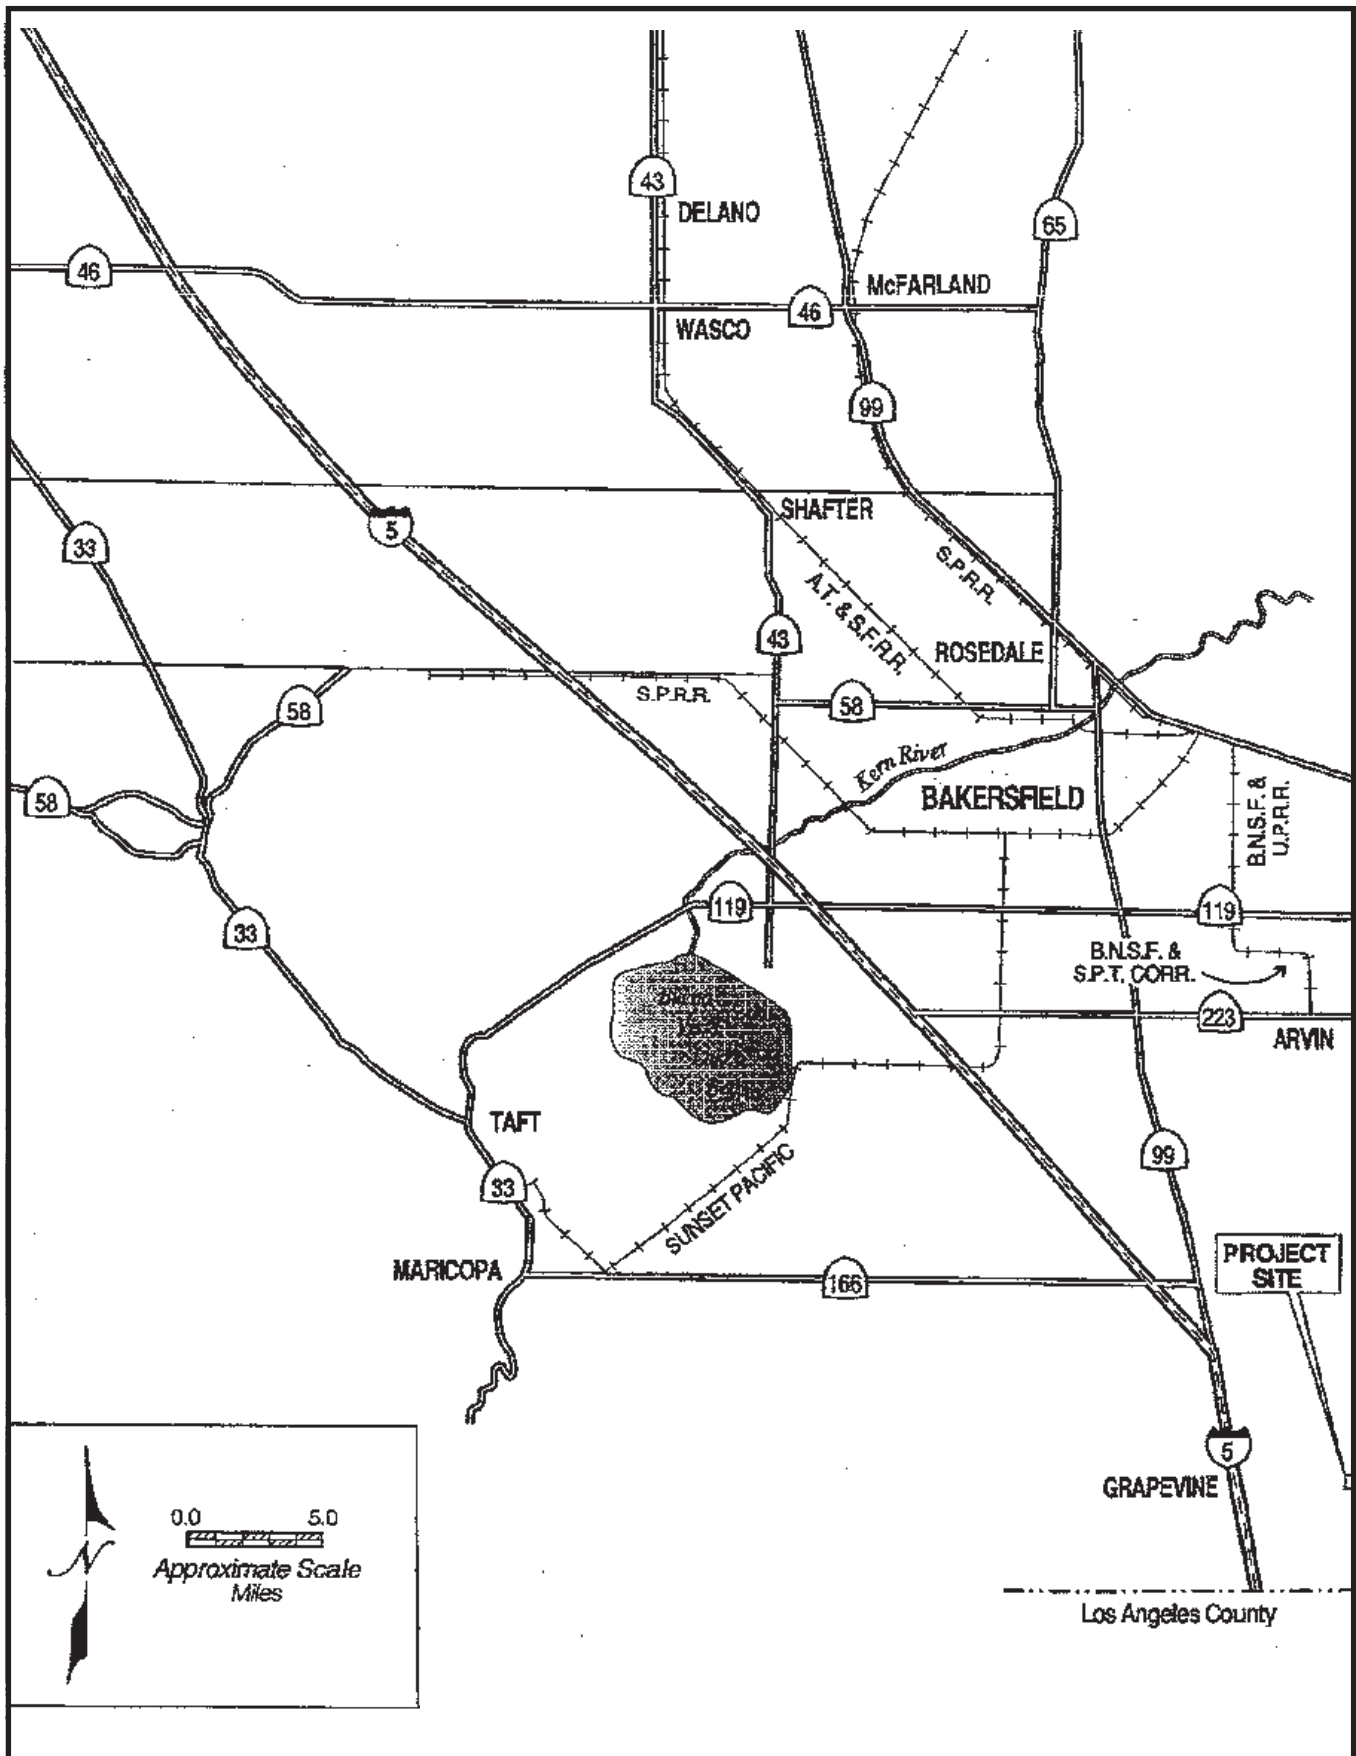 43
DELANO
65
46
McFARLAND
46
WASCO
99
SHAFTER
5
33
S.P.R.R.
A.T. & S.F.R.R.
43
ROSEDALE
S.P.R.R.
58
58
Kern River
58
BAKERSFIELD
B.N.S.F. &
U.P.R.R.
119
119
33
B.N.S.F. &
S.P.T. CORR.
223
ARVIN
TAFT
99
33
SUNSET PACIFIC
MARICOPA
166
PROJECT
SITE
5
GRAPEVINE
N
0.0 5.0
Approximate Scale
Miles
Los Angeles County